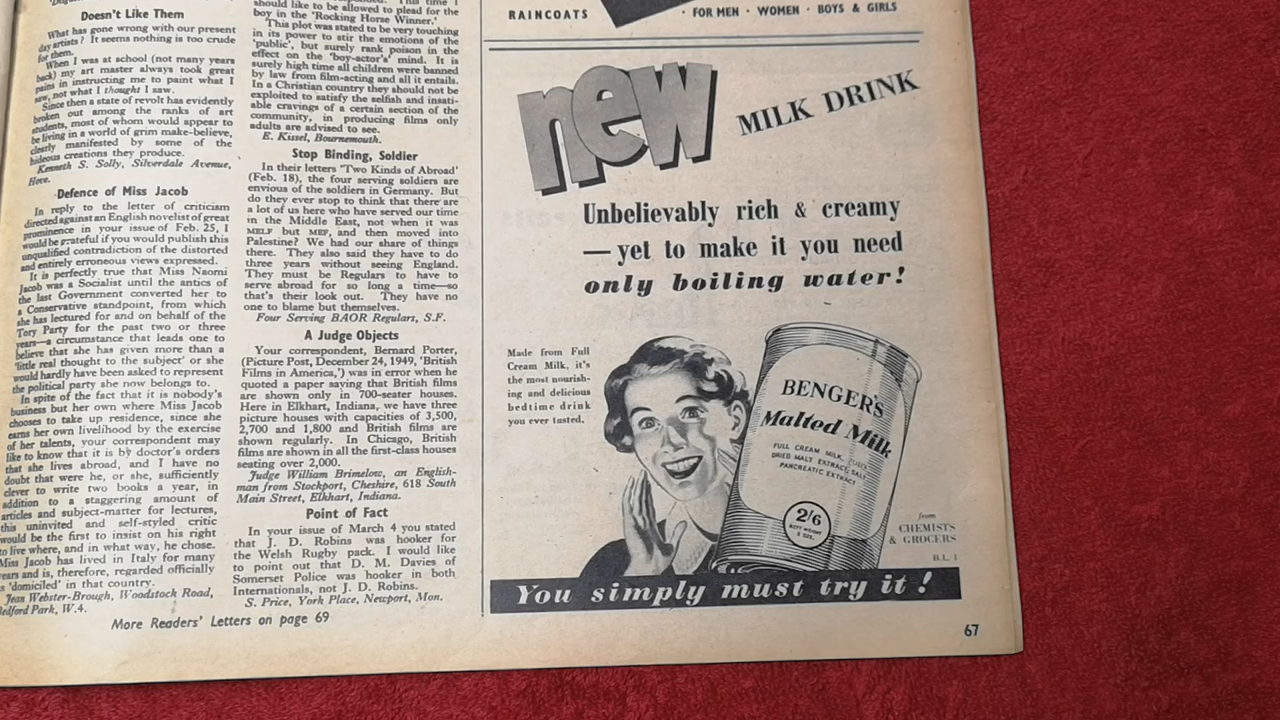 Doesn't Like Them
What has gone wrong with our present
day artists ? It seems nothing is too crude
for them.
When I was at school (not many years
back) my art master always took great
pains in instructing me to paint what I
saw, not what I thought I saw.
Since then a state of revolt has evidently
broken out among the ranks of art
students, most of whom would appear to
be living in a world of grim make-believe,
clearly manifested by some of the
hideous creations they produce.
Kenneth S. Solly, Silverdale Avenue,
Hove.
Defence of Miss Jacob
In reply to the letter of criticism
directed against an English novelist of great
prominence in your issue of Feb. 25, I
would be grateful if you would publish this
unqualified contradiction of the distorted
and entirely erroneous views expressed.
It is perfectly true that Miss Naomi
Jacob was a Socialist until the antics of
the last Government converted her to
a Conservative standpoint, from which
she has lectured for and on behalf of the
Tory Party for the past two or three
years—a circumstance that leads one to
believe that she has given more than a
'little real thought to the subject' or she
would hardly have been asked to represent
the political party she now belongs to.
In spite of the fact that it is nobody's
business but her own where Miss Jacob
chooses to take up residence, since she
earns her own livelihood by the exercise
of her talents, your correspondent may
like to know that it is by doctor's orders
that she lives abroad, and I have no
doubt that were he, or she, sufficiently
clever to write two books a year, in
addition to a staggering amount of
articles and subject-matter for lectures,
this uninvited and self-styled critic
would be the first to insist on his right
to live where, and in what way, he chose.
Miss Jacob has lived in Italy for many
years and is, therefore, regarded officially
as 'domiciled' in that country.
Jean Webster-Brough, Woodstock Road,
Bedford Park, W.4.
should like to be allowed to plead for the
boy in the 'Rocking Horse Winner.'
This plot was stated to be very touching
in its power to stir the emotions of the
'public', but surely rank poison in the
effect on the 'boy-actor's' mind. It is
surely high time all children were banned
by law from film-acting and all it entails.
In a Christian country they should not be
exploited to satisfy the selfish and insati-
able cravings of a certain section of the
community, in producing films only
adults are advised to see.
E. Kissel, Bournemouth.
Stop Binding, Soldier
In their letters 'Two Kinds of Abroad'
(Feb. 18), the four serving soldiers are
envious of the soldiers in Germany. But
do they ever stop to think that there are
a lot of us here who have served our time
in the Middle East, not when it was
MELF but MEF, and then moved into
Palestine? We had our share of things
there. They also said they have to do
three years without seeing England.
They must be Regulars to have to
serve abroad for so long a time—so
that's their look out. They have no
one to blame but themselves.
Four Serving BAOR Regulars, S.F.
A Judge Objects
Your correspondent, Bernard Porter,
(Picture Post, December 24, 1949, 'British
Films in America,') was in error when he
quoted a paper saying that British films
are shown only in 700-seater houses.
Here in Elkhart, Indiana, we have three
picture houses with capacities of 3,500,
2,700 and 1,800 and British films are
shown regularly. In Chicago, British
films are shown in all the first-class houses
seating over 2,000.
Judge William Brimelow, an English-
man from Stockport, Cheshire, 618 South
Main Street, Elkhart, Indiana.
Point of Fact
In your issue of March 4 you stated
that J. D. Robins was hooker for
the Welsh Rugby pack. I would like
to point out that D. M. Davies of
Somerset Police was hooker in both
Internationals, not J. D. Robins.
S. Price, York Place, Newport, Mon.
More Readers' Letters on page 69
RAINCOATS · FOR MEN · WOMEN · BOYS & GIRLS
new MILK DRINK
Unbelievably rich & creamy
—yet to make it you need
only boiling water!
Made from Full
Cream Milk, it's
the most nourish-
ing and delicious
bedtime drink
you ever tasted.
BENGER'S
Malted Milk
FULL CREAM MILK,
DRIED MALT EXTRACT, SALT
PANCREATIC EXTRACT
2/6
from
CHEMISTS
& GROCERS
B.L. 1
You simply must try it !
67